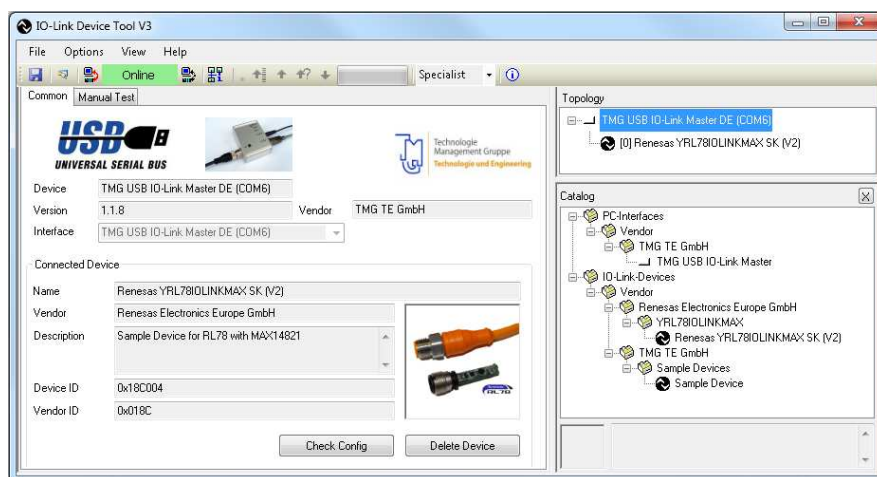 IO-Link Device Tool V3
File Options View Help
Online
Specialist
Common Manual Test
USB
UNIVERSAL SERIAL BUS
Technologie
Management Gruppe
Technologie und Engineering
Device TMG USB IO-Link Master DE (COM6)
Version 1.1.8 Vendor TMG TE GmbH
Interface TMG USB IO-Link Master DE (COM6)
Connected Device
Name Renesas YRL78IOLINKMAX SK (V2)
Vendor Renesas Electronics Europe GmbH
Description Sample Device for RL78 with MAX14821
RL78
Device ID 0x18C004
Vendor ID 0x018C
Check Config Delete Device
Topology
TMG USB IO-Link Master DE (COM6)
[0] Renesas YRL78IOLINKMAX SK (V2)
Catalog
PC-Interfaces
Vendor
TMG TE GmbH
TMG USB IO-Link Master
IO-Link-Devices
Vendor
Renesas Electronics Europe GmbH
YRL78IOLINKMAX
Renesas YRL78IOLINKMAX SK (V2)
TMG TE GmbH
Sample Devices
Sample Device